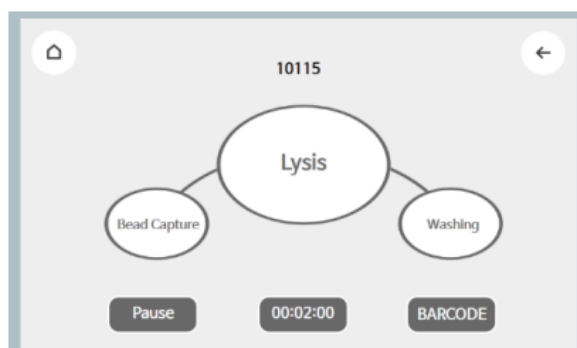 10115
Lysis
Bead Capture
Washing
Pause
00:02:00
BARCODE